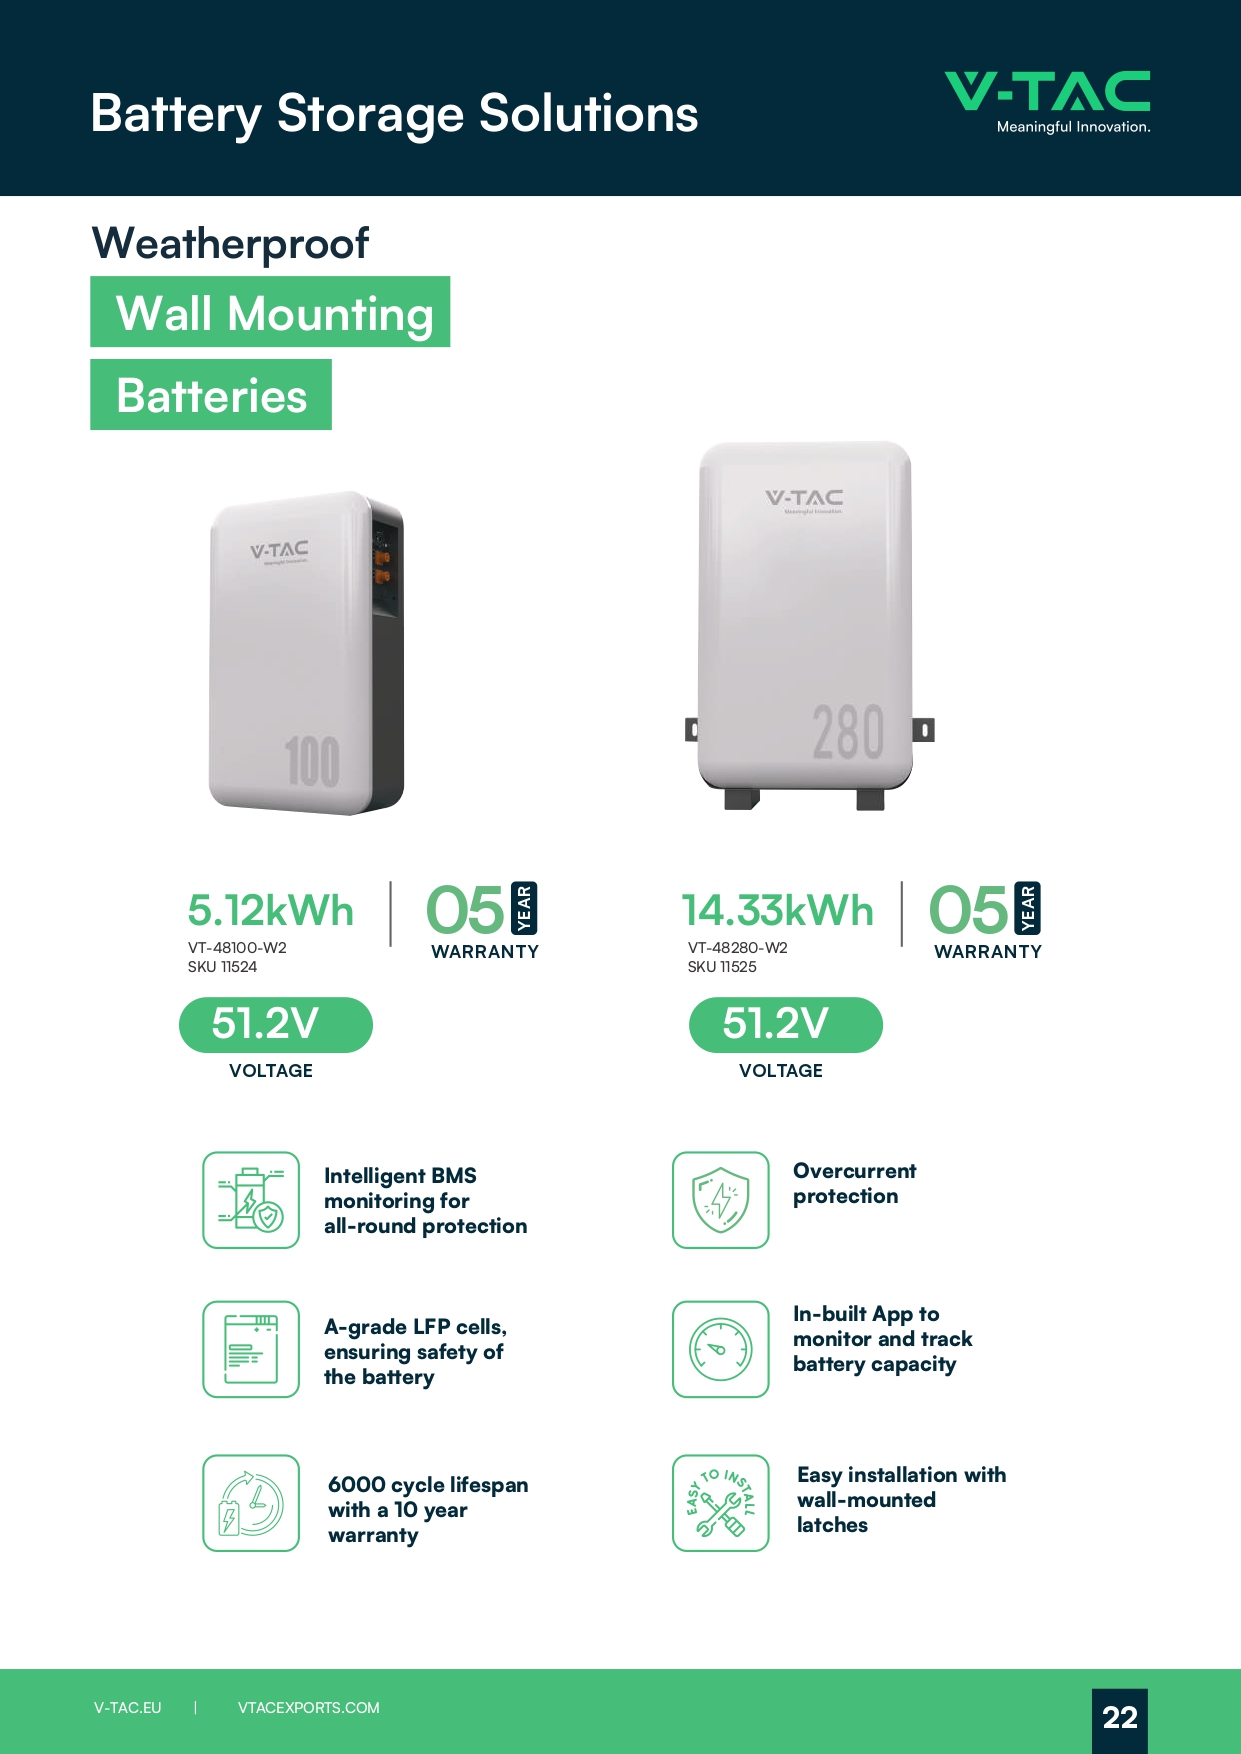 Battery Storage Solutions
V-TAC
Meaningful Innovation.
Weatherproof
Wall Mounting
Batteries
V-TAC
Meaningful Innovation.
100
V-TAC
Meaningful Innovation.
280
5.12kWh
VT-48100-W2
SKU 11524
05 YEAR
WARRANTY
51.2V
VOLTAGE
14.33kWh
VT-48280-W2
SKU 11525
05 YEAR
WARRANTY
51.2V
VOLTAGE
Intelligent BMS
monitoring for
all-round protection
Overcurrent
protection
A-grade LFP cells,
ensuring safety of
the battery
In-built App to
monitor and track
battery capacity
6000 cycle lifespan
with a 10 year
warranty
EASY TO INSTALL
Easy installation with
wall-mounted
latches
V-TAC.EU | VTACEXPORTS.COM
22